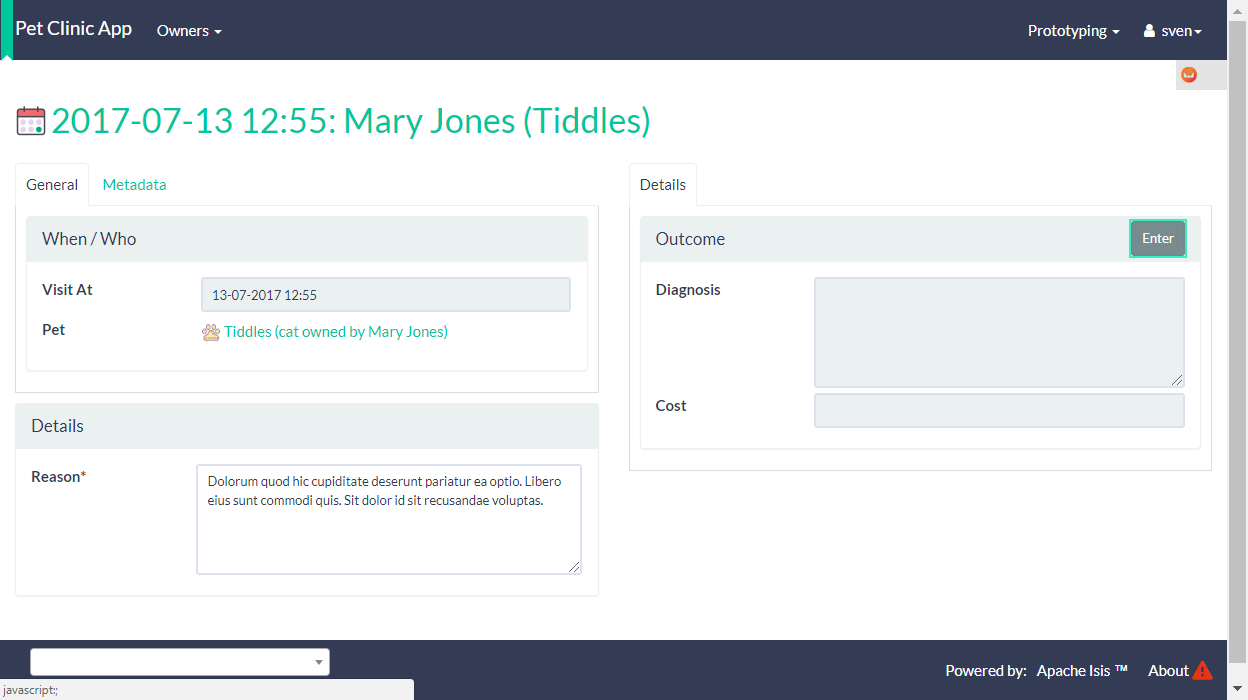 Pet Clinic App Owners Prototyping sven
2017-07-13 12:55: Mary Jones (Tiddles)
General Metadata
When / Who
Visit At 13-07-2017 12:55
Pet Tiddles (cat owned by Mary Jones)
Details
Reason* Dolorum quod hic cupiditate deserunt pariatur ea optio. Libero
eius sunt commodi quis. Sit dolor id sit recusandae voluptas.
Details
Outcome Enter
Diagnosis
Cost
Powered by: Apache Isis ™ About
javascript:;